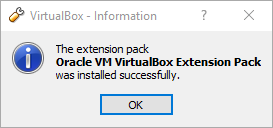 VirtualBox - Information
The extension pack
Oracle VM VirtualBox Extension Pack
was installed successfully.
OK